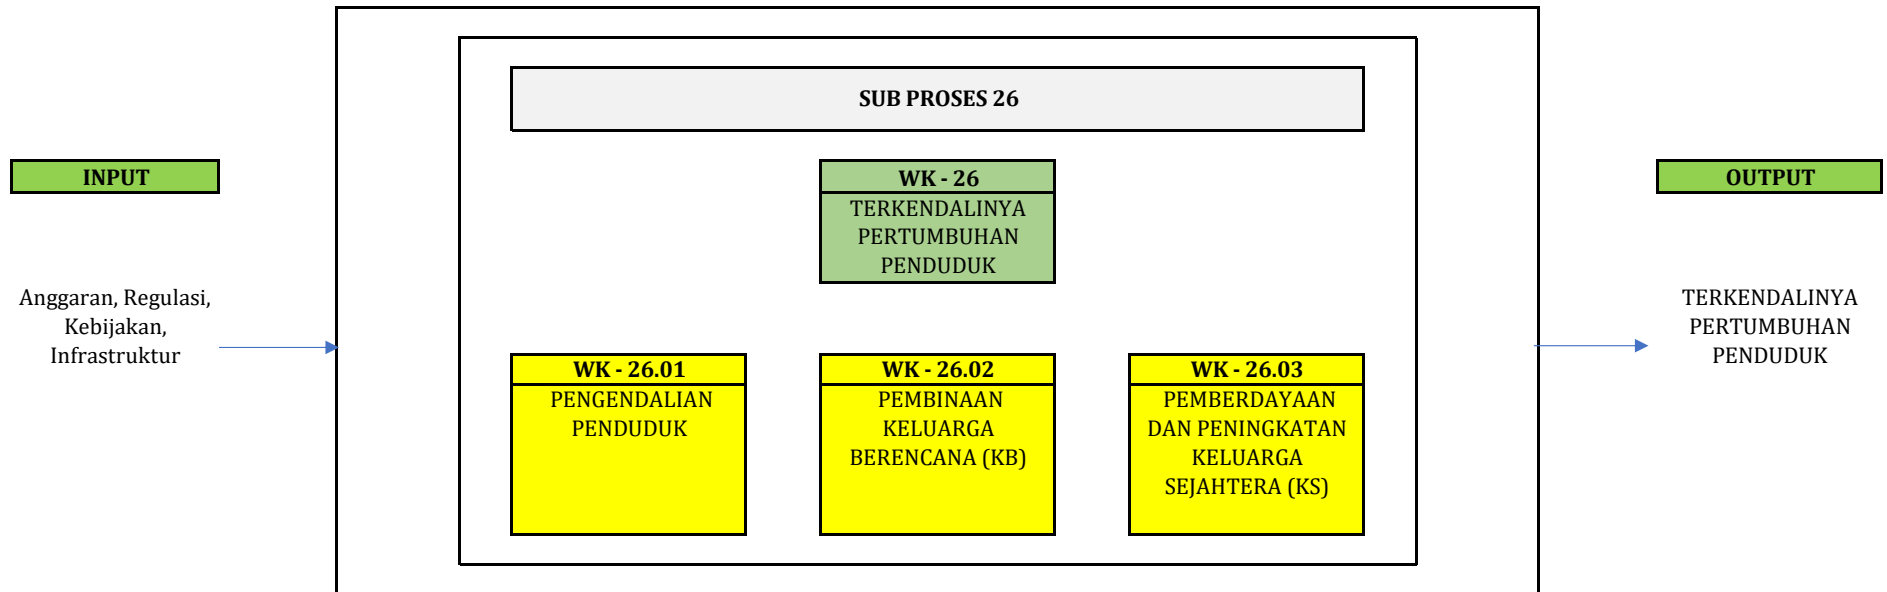 SUB PROSES 26
INPUT
WK - 26
OUTPUT
TERKENDALINYA
PERTUMBUHAN
PENDUDUK
Anggaran, Regulasi,
Kebijakan,
Infrastruktur
TERKENDALINYA
PERTUMBUHAN
PENDUDUK
WK - 26.01
PENGENDALIAN
PENDUDUK
WK - 26.02
PEMBINAAN
KELUARGA
BERENCANA (KB)
WK - 26.03
PEMBERDAYAAN
DAN PENINGKATAN
KELUARGA
SEJAHTERA (KS)